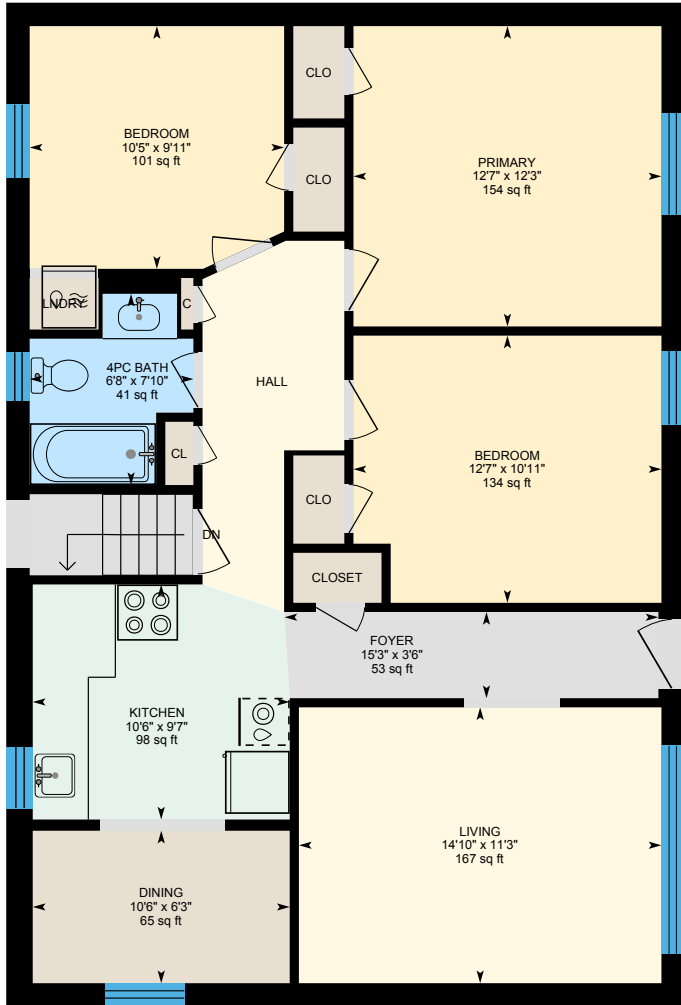 CLO
BEDROOM
10'5" x 9'11"
101 sq ft
PRIMARY
12'7" x 12'3"
154 sq ft
CLO
LNDRY
C
4PC BATH
6'8" x 7'10"
41 sq ft
HALL
BEDROOM
12'7" x 10'11"
134 sq ft
CL
CLO
DN
CLOSET
FOYER
15'3" x 3'6"
53 sq ft
KITCHEN
10'6" x 9'7"
98 sq ft
LIVING
14'10" x 11'3"
167 sq ft
DINING
10'6" x 6'3"
65 sq ft